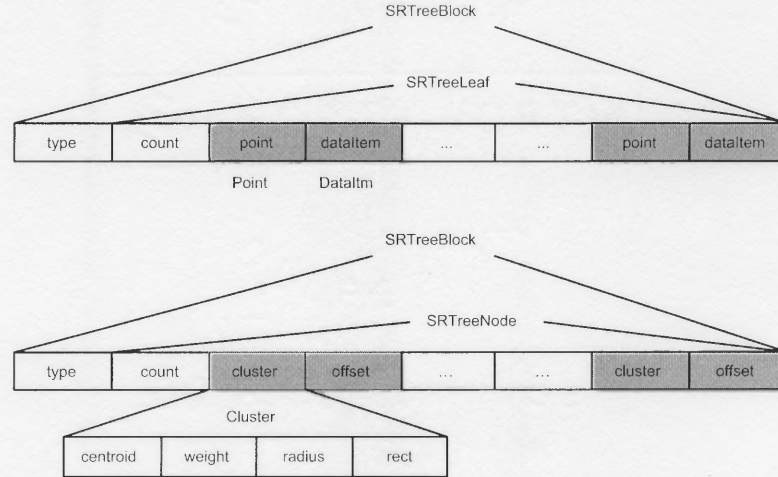 SRTreeBlock
SRTreeLeaf
type count point dataItem ... ... point dataItem
Point DataItm
SRTreeBlock
SRTreeNode
type count cluster offset ... ... cluster offset
Cluster
centroid weight radius rect